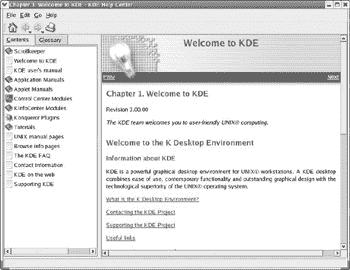 Chapter 1. Welcome to KDE - KDE Help Center
File Edit Go Help
Contents Glossary
Scrollkeeper
Welcome to KDE
KDE user's manual
Application Manuals
Applet Manuals
Control Center Modules
KInfoCenter Modules
Konqueror Plugins
Tutorials
UNIX manual pages
Browse info pages
The KDE FAQ
Contact Information
KDE on the web
Supporting KDE
Welcome to KDE
Prev Next
Chapter 1. Welcome to KDE
Revision 3.00.00
The KDE team welcomes you to user-friendly UNIX® computing.
Welcome to the K Desktop Environment
Information about KDE
KDE is a powerful graphical desktop environment for UNIX® workstations. A KDE desktop
combines ease of use, contemporary functionality and outstanding graphical design with the
technological superiority of the UNIX® operating system.
What is the K Desktop Environment?
Contacting the KDE Project
Supporting the KDE Project
Useful links